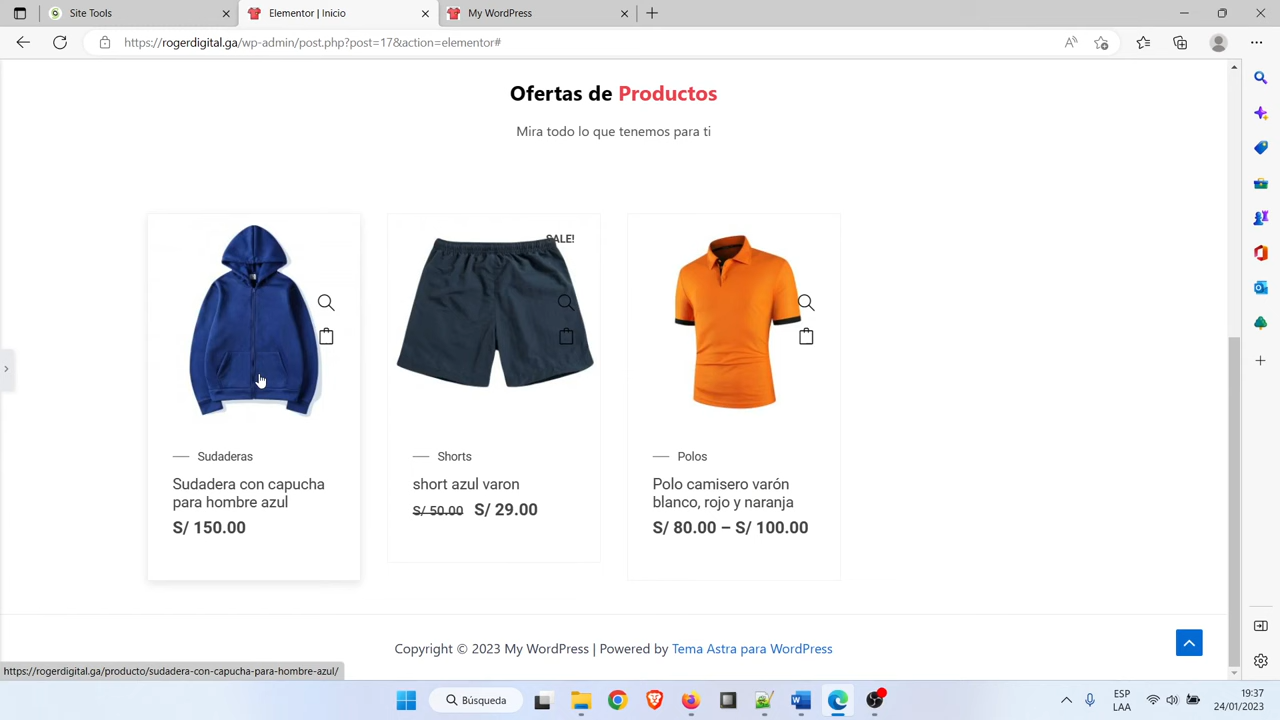 Site Tools
Elementor | Inicio
My WordPress
https://rogerdigital.ga/wp-admin/post.php?post=17&action=elementor#
Ofertas de Productos
Mira todo lo que tenemos para ti
SALE!
Sudaderas
Sudadera con capucha
para hombre azul
S/ 150.00
Shorts
short azul varon
S/ 50.00 S/ 29.00
Polos
Polo camisero varón
blanco, rojo y naranja
S/ 80.00 – S/ 100.00
Copyright © 2023 My WordPress | Powered by Tema Astra para WordPress
https://rogerdigital.ga/producto/sudadera-con-capucha-para-hombre-azul/
Búsqueda
ESP
LAA
19:37
24/01/2023